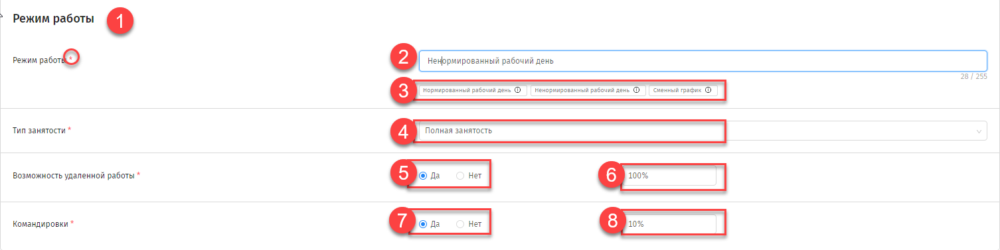 Режим работы 1
Режим работы * 2 Ненормированный рабочий день
28 / 255
3 Нормированный рабочий день Ненормированный рабочий день Сменный график
Тип занятости * 4 Полная занятость
Возможность удаленной работы * 5 Да Нет 6 100%
Командировки * 7 Да Нет 8 10%